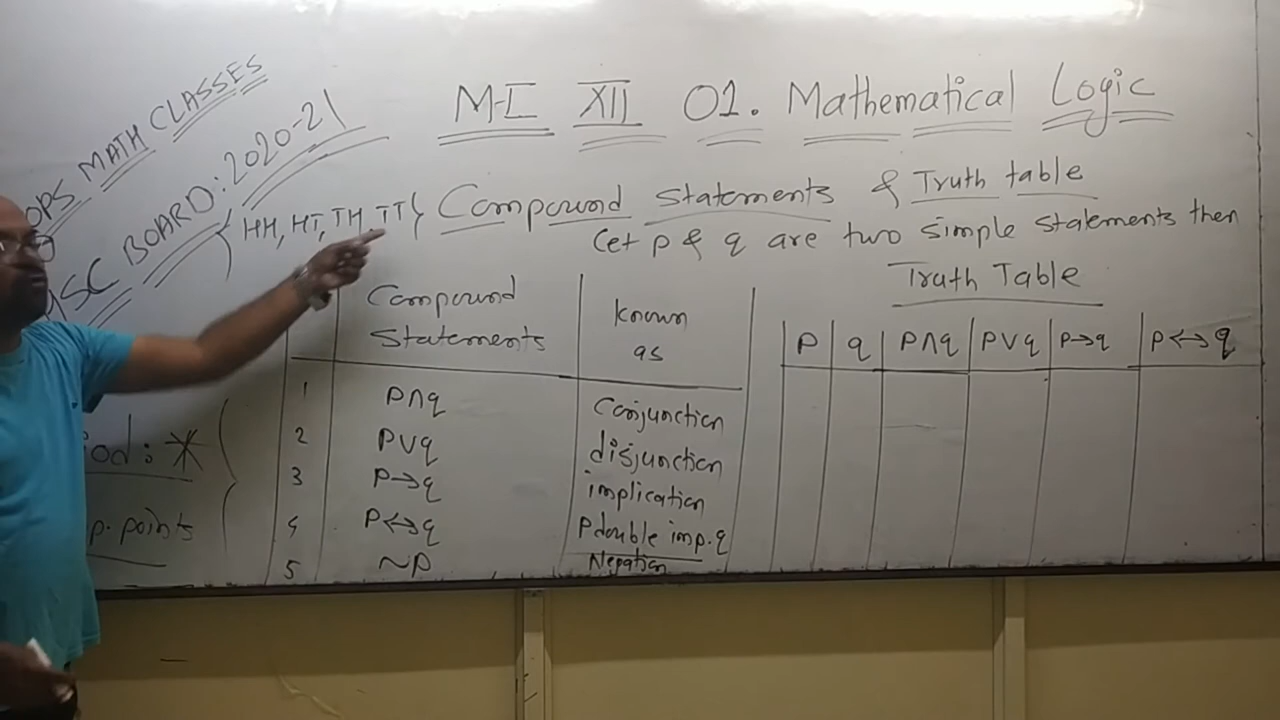 M-I XII 01. Mathematical Logic
OPS MATH CLASSES
HSC BOARD: 2020-21
HH, HT, TH, TT}
Compound statements & Truth table
Let p & q are two simple statements then
Compound Statements
known as
1 P∧q Conjunction
2 P∨q disjunction
3 P→q implication
4 P↔q P double imp. q
5 ~P Negation
Truth Table
P q P∧q P∨q P→q P↔q
iod: *
p. points